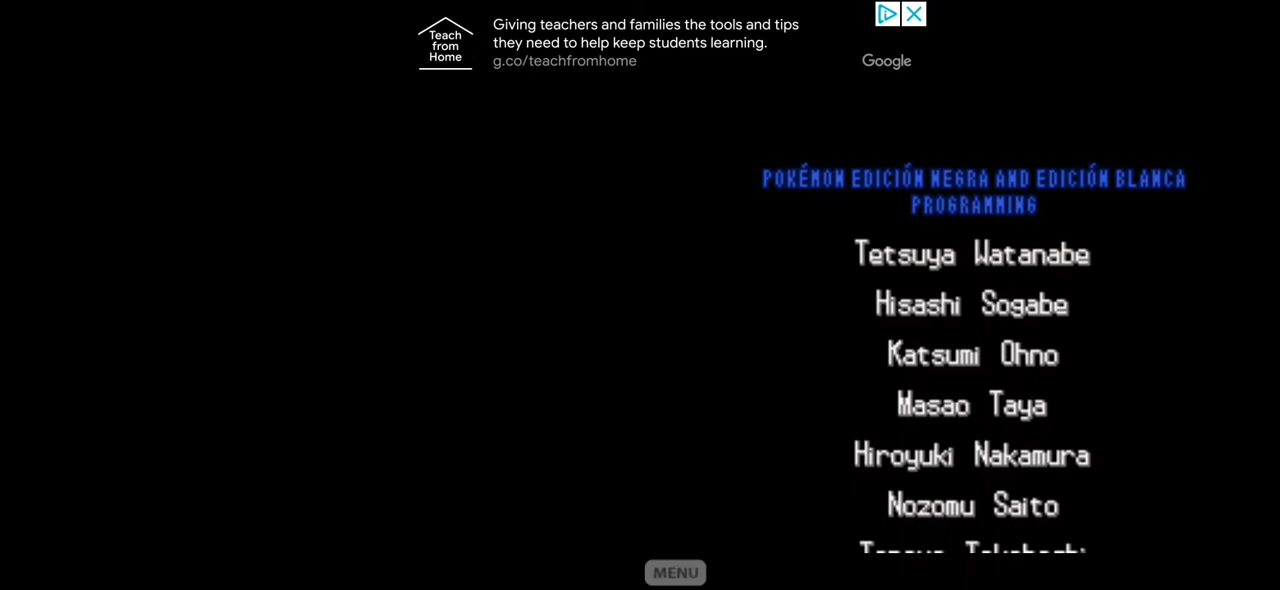 Teach
from
Home
Giving teachers and families the tools and tips
they need to help keep students learning.
g.co/teachfromhome
Google
POKÉMON EDICIÓN NEGRA AND EDICIÓN BLANCA
PROGRAMMING
Tetsuya Watanabe
Hisashi Sogabe
Katsumi Ohno
Masao Taya
Hiroyuki Nakamura
Nozomu Saito
MENU